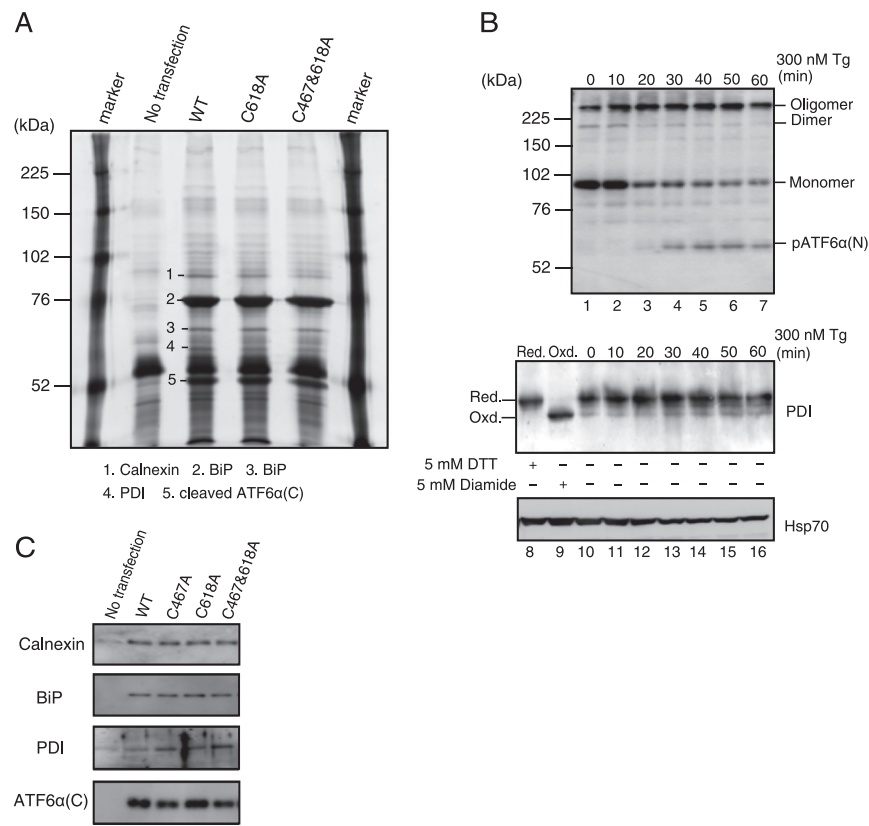 A
marker
No transfection
WT
C618A
C467&618A
marker
(kDa)
225
150
102
76
52
1
2
3
4
5
1. Calnexin 2. BiP 3. BiP
4. PDI 5. cleaved ATF6α(C)
B
300 nM Tg
(kDa) 0 10 20 30 40 50 60 (min)
225
150
102
76
52
Oligomer
Dimer
Monomer
pATF6α(N)
1 2 3 4 5 6 7
300 nM Tg
Red. Oxd. 0 10 20 30 40 50 60 (min)
Red.
Oxd.
PDI
5 mM DTT + − − − − − − − −
5 mM Diamide − + − − − − − − −
Hsp70
8 9 10 11 12 13 14 15 16
C
No transfection
WT
C467A
C618A
C467&618A
Calnexin
BiP
PDI
ATF6α(C)